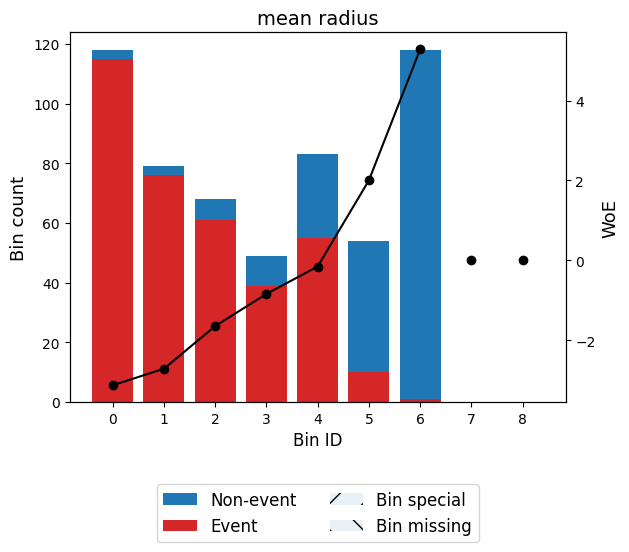 mean radius
120
100
80
60
40
20
0
Bin count
4
2
0
−2
WoE
0 1 2 3 4 5 6 7 8
Bin ID
Non-event Bin special
Event Bin missing